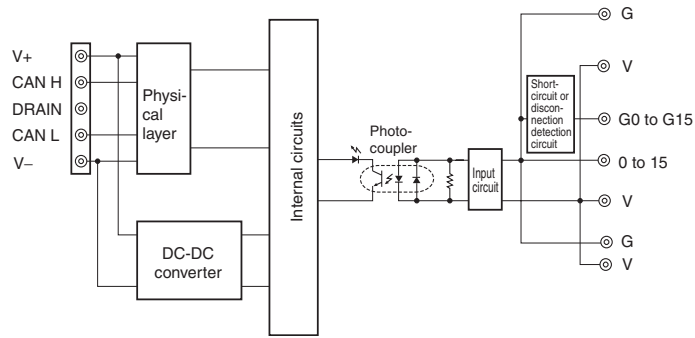 V+
CAN H
DRAIN
CAN L
V−
Physi-
cal
layer
DC-DC
converter
Internal circuits
Photo-
coupler
Input
circuit
Short-
circuit or
discon-
nection
detection
circuit
G
V
G0 to G15
0 to 15
V
G
V